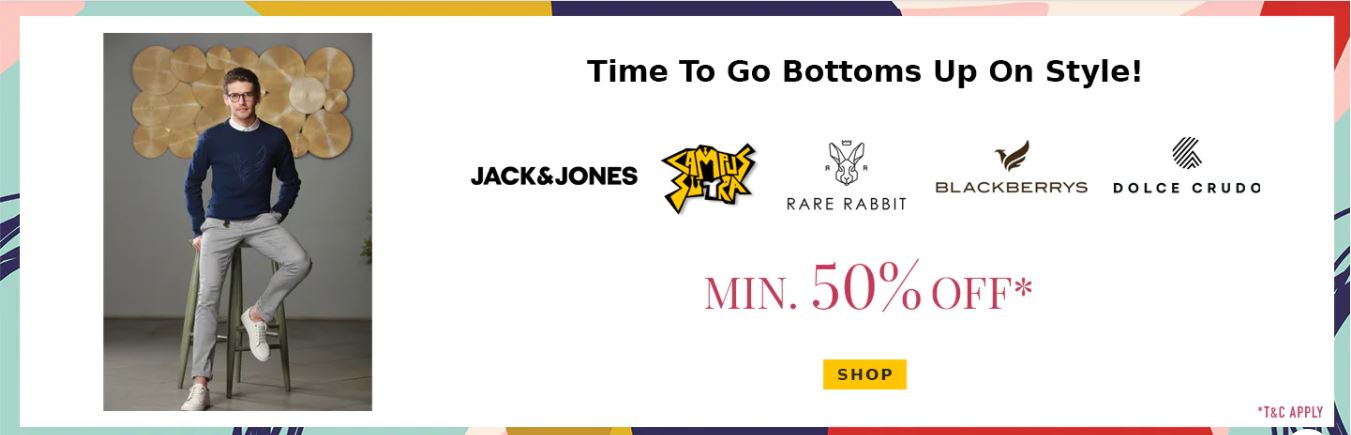 Time To Go Bottoms Up On Style!
JACK&JONES
CAMPUS
SUTRA
R R
RARE RABBIT
BLACKBERRYS
DOLCE CRUDO
MIN. 50% OFF*
SHOP
*T&C APPLY